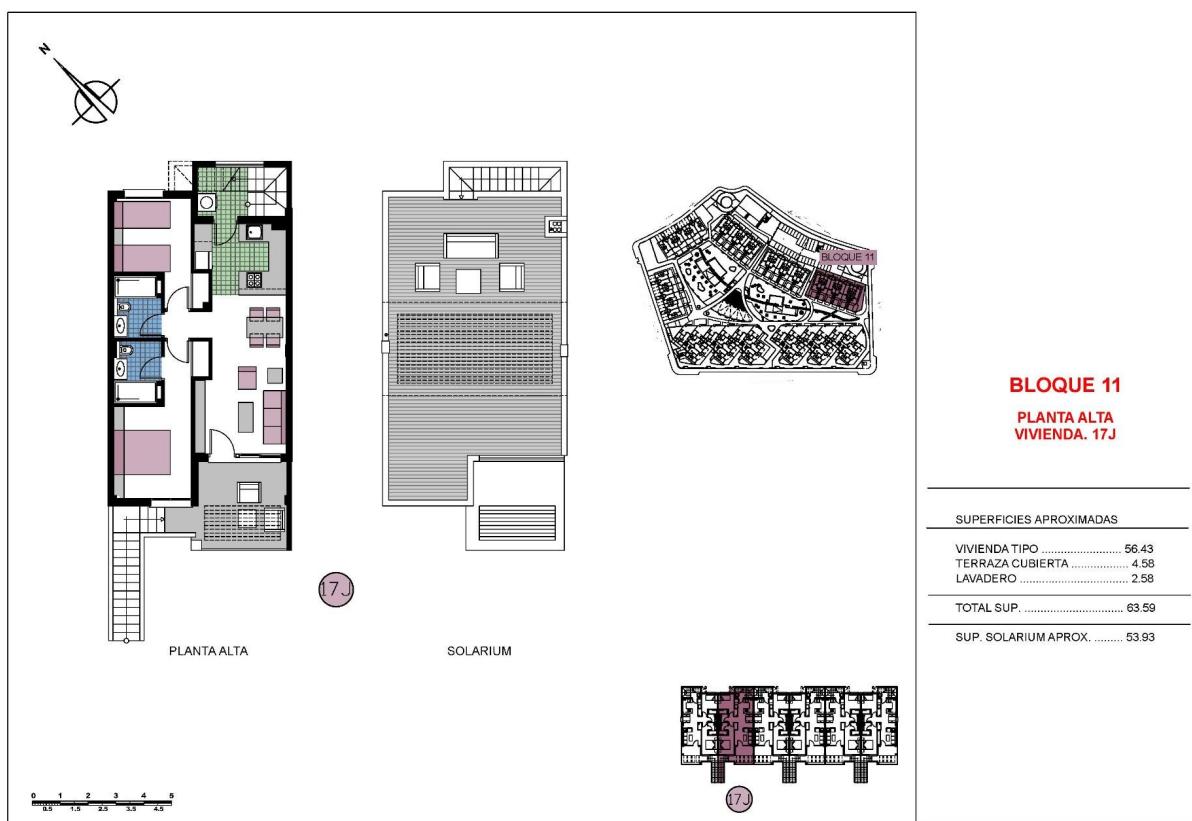 N
BLOQUE 11
17J
PLANTA ALTA
SOLARIUM
17J
0 1 2 3 4 5
0.5 1.5 2.5 3.5 4.5
BLOQUE 11
PLANTA ALTA
VIVIENDA. 17J
SUPERFICIES APROXIMADAS
VIVIENDA TIPO ........................ 56.43
TERRAZA CUBIERTA ................. 4.58
LAVADERO ................................ 2.58
TOTAL SUP. .............................. 63.59
SUP. SOLARIUM APROX. ......... 53.93